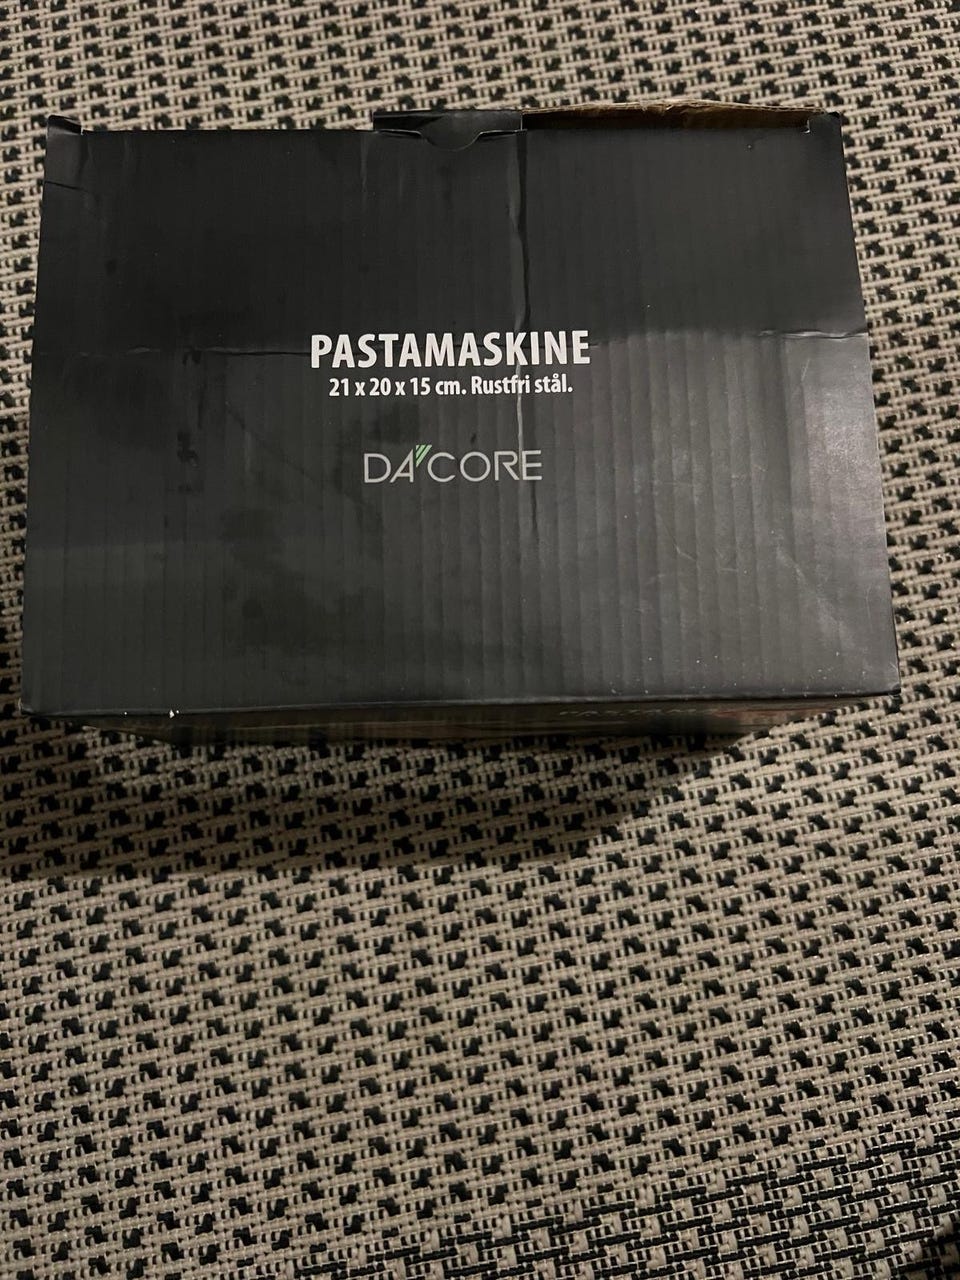 PASTAMASKINE
21 x 20 x 15 cm. Rustfri stål.
DA'CORE